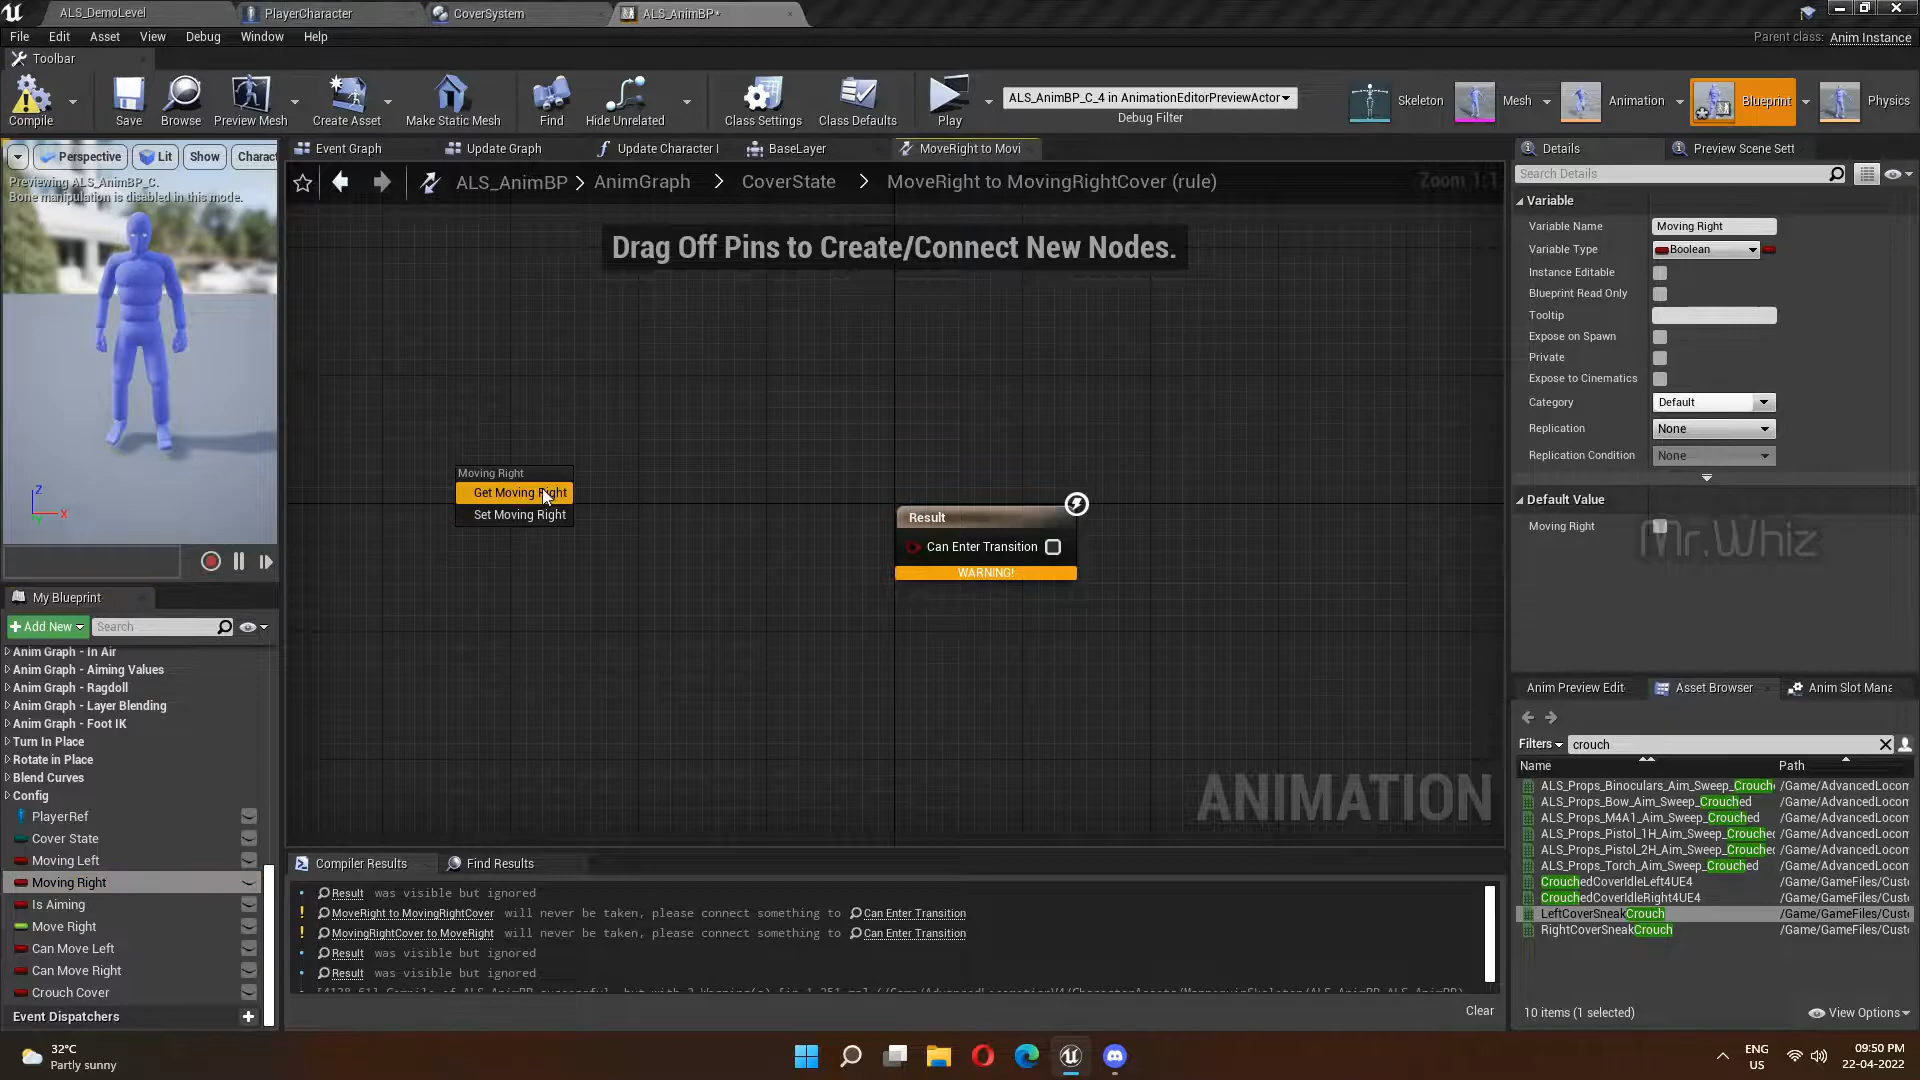 ALS_DemoLevel
PlayerCharacter
CoverSystem
ALS_AnimBP*
File
Edit
Asset
View
Debug
Window
Help
Parent class:
Anim Instance
Toolbar
Compile
Save
Browse
Preview Mesh
Create Asset
Make Static Mesh
Find
Hide Unrelated
Class Settings
Class Defaults
Play
ALS_AnimBP_C_4 in AnimationEditorPreviewActor
Debug Filter
Skeleton
Mesh
Animation
Blueprint
Physics
Perspective
Lit
Show
Charact
Previewing ALS_AnimBP_C.
Bone manipulation is disabled in this mode.
Z
X
Y
Event Graph
Update Graph
Update Character I
BaseLayer
MoveRight to Movi
ALS_AnimBP
AnimGraph
CoverState
MoveRight to MovingRightCover (rule)
Zoom 1:1
Drag Off Pins to Create/Connect New Nodes.
Moving Right
Get Moving Right
Set Moving Right
Result
Can Enter Transition
WARNING!
ANIMATION
My Blueprint
Add New
Search
Anim Graph - In Air
Anim Graph - Aiming Values
Anim Graph - Ragdoll
Anim Graph - Layer Blending
Anim Graph - Foot IK
Turn In Place
Rotate in Place
Blend Curves
Config
PlayerRef
Cover State
Moving Left
Moving Right
Is Aiming
Move Right
Can Move Left
Can Move Right
Crouch Cover
Event Dispatchers
Compiler Results
Find Results
Result was visible but ignored
MoveRight to MovingRightCover will never be taken, please connect something to Can Enter Transition
MovingRightCover to MoveRight will never be taken, please connect something to Can Enter Transition
Result was visible but ignored
Result was visible but ignored
Clear
Details
Preview Scene Sett
Search Details
Variable
Variable Name
Moving Right
Variable Type
Boolean
Instance Editable
Blueprint Read Only
Tooltip
Expose on Spawn
Private
Expose to Cinematics
Category
Default
Replication
None
Replication Condition
None
Default Value
Moving Right
Mr.Whiz
Anim Preview Edit
Asset Browser
Anim Slot Mana
Filters
crouch
Name
Path
ALS_Props_Binoculars_Aim_Sweep_Crouche /Game/AdvancedLocom
ALS_Props_Bow_Aim_Sweep_Crouched /Game/AdvancedLocom
ALS_Props_M4A1_Aim_Sweep_Crouched /Game/AdvancedLocom
ALS_Props_Pistol_1H_Aim_Sweep_Crouched /Game/AdvancedLocom
ALS_Props_Pistol_2H_Aim_Sweep_Crouched /Game/AdvancedLocom
ALS_Props_Torch_Aim_Sweep_Crouched /Game/AdvancedLocom
CrouchedCoverIdleLeft4UE4 /Game/GameFiles/Custo
CrouchedCoverIdleRight4UE4 /Game/GameFiles/Custo
LeftCoverSneakCrouch /Game/GameFiles/Custo
RightCoverSneakCrouch /Game/GameFiles/Custo
10 items (1 selected)
View Options
32°C
Partly sunny
ENG
US
09:50 PM
22-04-2022